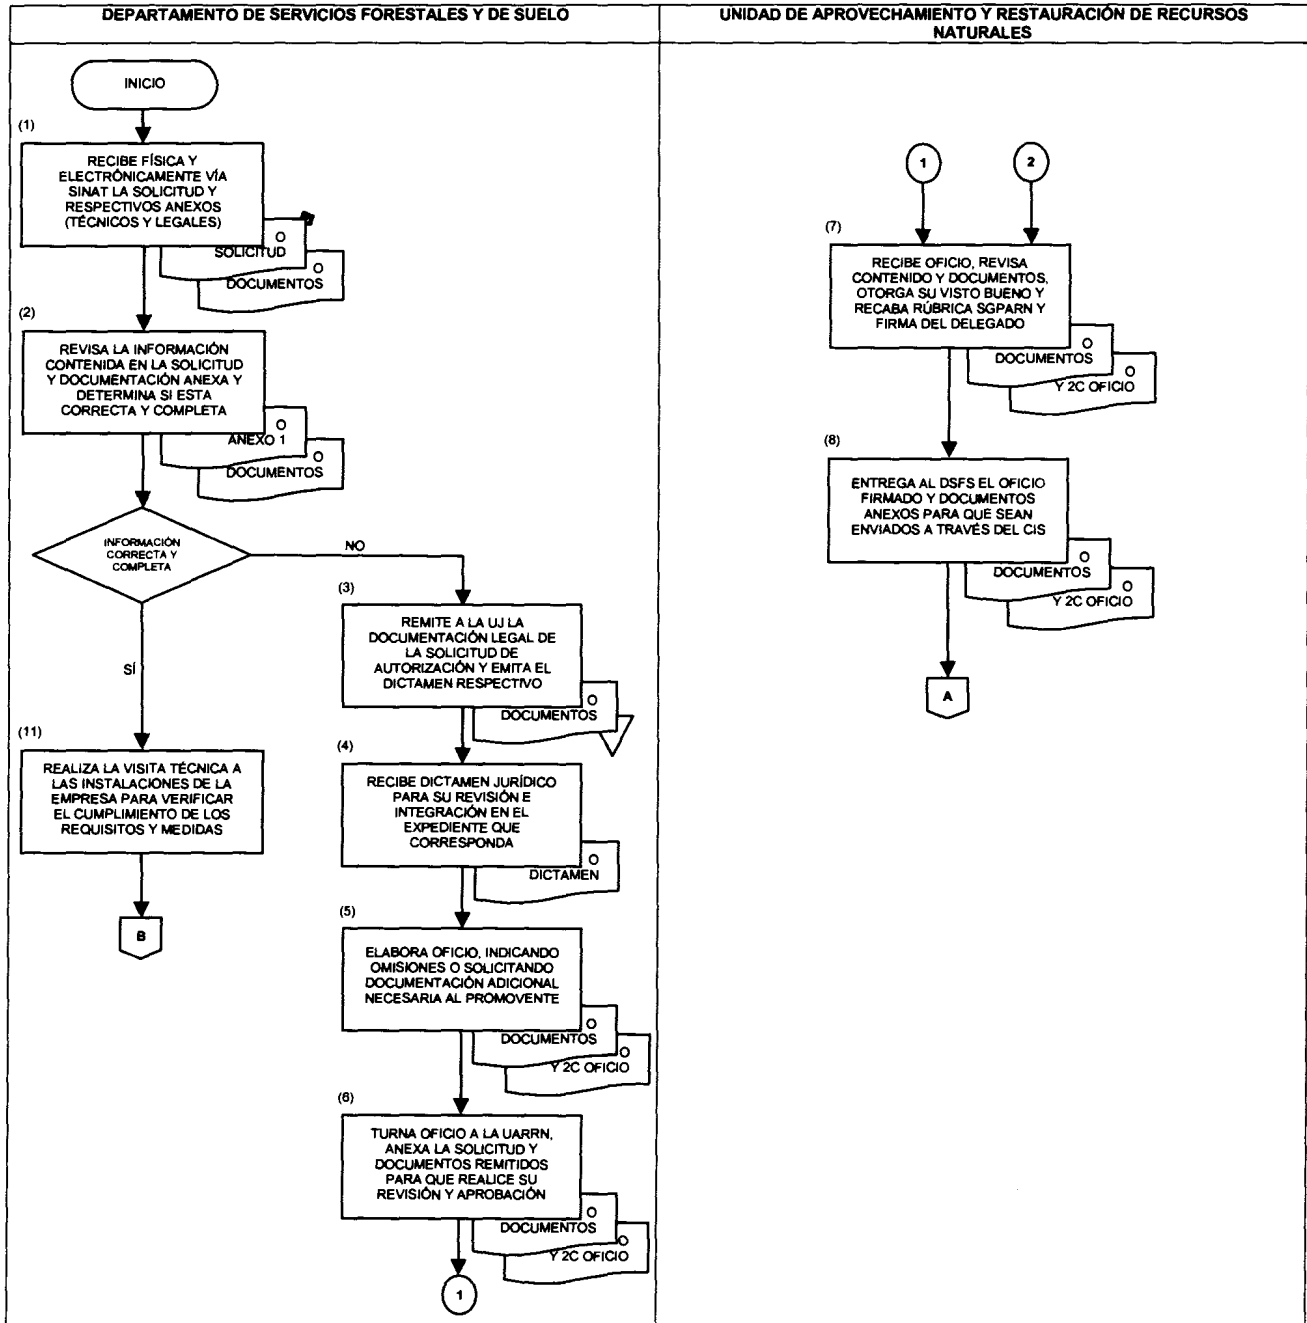 DEPARTAMENTO DE SERVICIOS FORESTALES Y DE SUELO
UNIDAD DE APROVECHAMIENTO Y RESTAURACIÓN DE RECURSOS
NATURALES
INICIO
(1)
RECIBE FÍSICA Y
ELECTRÓNICAMENTE VÍA
SINAT LA SOLICITUD Y
RESPECTIVOS ANEXOS
(TÉCNICOS Y LEGALES)
O
SOLICITUD
O
DOCUMENTOS
(2)
REVISA LA INFORMACIÓN
CONTENIDA EN LA SOLICITUD
Y DOCUMENTACIÓN ANEXA Y
DETERMINA SI ESTA
CORRECTA Y COMPLETA
O
ANEXO 1
O
DOCUMENTOS
INFORMACIÓN
CORRECTA Y
COMPLETA
NO
SÍ
(11)
REALIZA LA VISITA TÉCNICA A
LAS INSTALACIONES DE LA
EMPRESA PARA VERIFICAR
EL CUMPLIMIENTO DE LOS
REQUISITOS Y MEDIDAS
B
(3)
REMITE A LA UJ LA
DOCUMENTACIÓN LEGAL DE
LA SOLICITUD DE
AUTORIZACIÓN Y EMITA EL
DICTAMEN RESPECTIVO
O
DOCUMENTOS
(4)
RECIBE DICTAMEN JURÍDICO
PARA SU REVISIÓN E
INTEGRACIÓN EN EL
EXPEDIENTE QUE
CORRESPONDA
O
DICTAMEN
(5)
ELABORA OFICIO, INDICANDO
OMISIONES O SOLICITANDO
DOCUMENTACIÓN ADICIONAL
NECESARIA AL PROMOVENTE
O
DOCUMENTOS
O
Y 2C OFICIO
(6)
TURNA OFICIO A LA UARRN,
ANEXA LA SOLICITUD Y
DOCUMENTOS REMITIDOS
PARA QUE REALICE SU
REVISIÓN Y APROBACIÓN
O
DOCUMENTOS
O
Y 2C OFICIO
1
1
2
(7)
RECIBE OFICIO, REVISA
CONTENIDO Y DOCUMENTOS,
OTORGA SU VISTO BUENO Y
RECABA RÚBRICA SGPARN Y
FIRMA DEL DELEGADO
O
DOCUMENTOS
O
Y 2C OFICIO
(8)
ENTREGA AL DSFS EL OFICIO
FIRMADO Y DOCUMENTOS
ANEXOS PARA QUE SEAN
ENVIADOS A TRAVÉS DEL CIS
O
DOCUMENTOS
O
Y 2C OFICIO
A